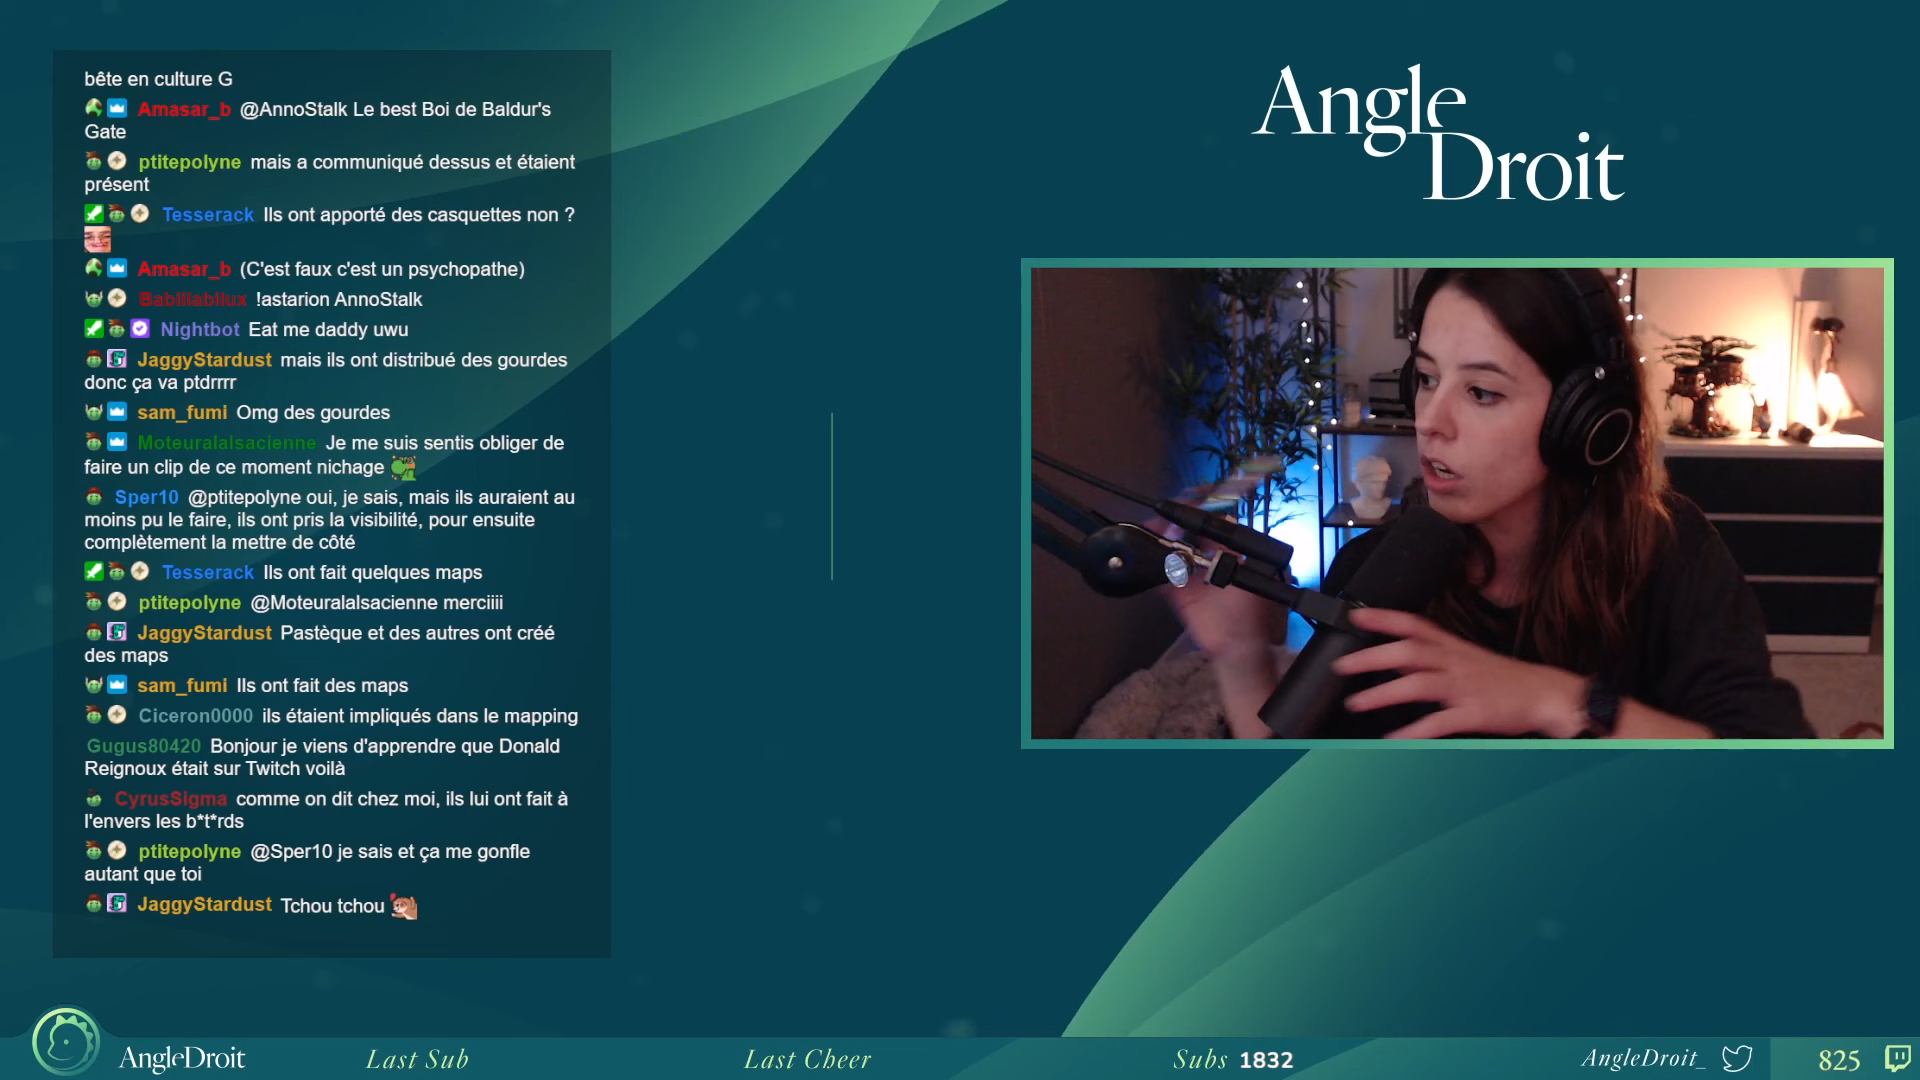 bête en culture G
Amasar_b @AnnoStalk Le best Boi de Baldur's
Gate
ptitepolyne mais a communiqué dessus et étaient
présent
Tesserack Ils ont apporté des casquettes non ?
Amasar_b (C'est faux c'est un psychopathe)
Babillabilux !astarion AnnoStalk
Nightbot Eat me daddy uwu
JaggyStardust mais ils ont distribué des gourdes
donc ça va ptdrrrr
sam_fumi Omg des gourdes
Moteuralalsacienne Je me suis sentis obliger de
faire un clip de ce moment nichage
Sper10 @ptitepolyne oui, je sais, mais ils auraient au
moins pu le faire, ils ont pris la visibilité, pour ensuite
complètement la mettre de côté
Tesserack Ils ont fait quelques maps
ptitepolyne @Moteuralalsacienne merciiii
JaggyStardust Pastèque et des autres ont créé
des maps
sam_fumi Ils ont fait des maps
Ciceron0000 ils étaient impliqués dans le mapping
Gugus80420 Bonjour je viens d'apprendre que Donald
Reignoux était sur Twitch voilà
CyrusSigma comme on dit chez moi, ils lui ont fait à
l'envers les b*t*rds
ptitepolyne @Sper10 je sais et ça me gonfle
autant que toi
JaggyStardust Tchou tchou
Angle
Droit
AngleDroit
Last Sub
Last Cheer
Subs 1832
AngleDroit_
825